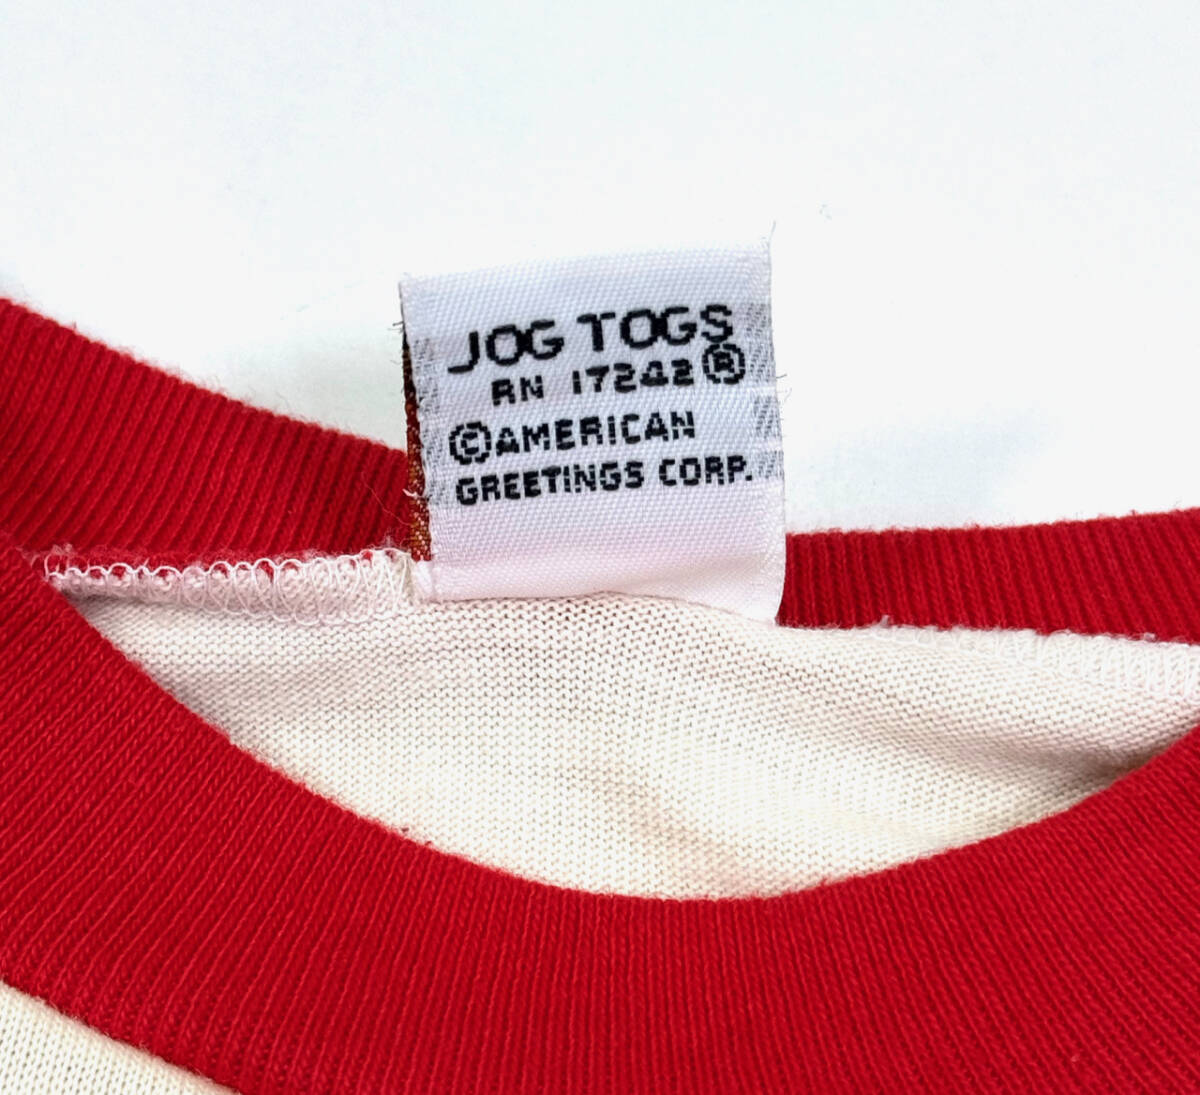 JOG TOGS
RN 17242 ®
© AMERICAN
GREETINGS CORP.